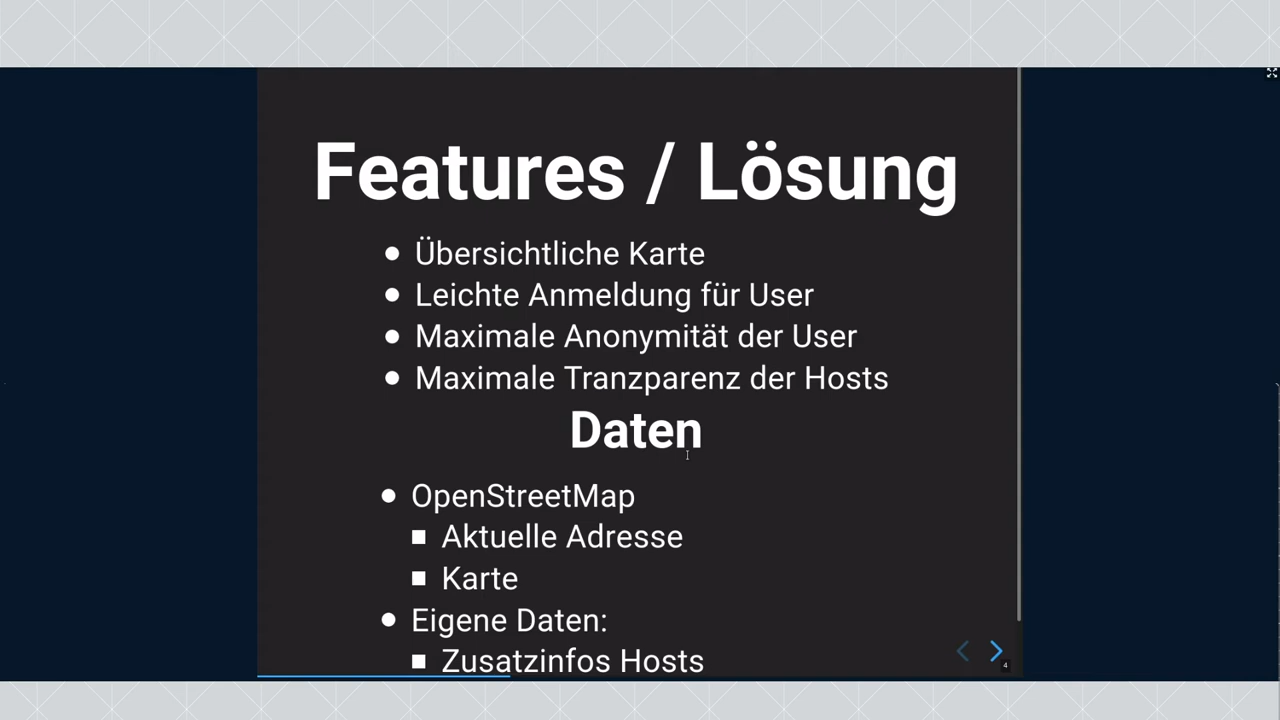 Features / Lösung
Übersichtliche Karte
Leichte Anmeldung für User
Maximale Anonymität der User
Maximale Tranzparenz der Hosts
Daten
OpenStreetMap
Aktuelle Adresse
Karte
Eigene Daten:
Zusatzinfos Hosts
4